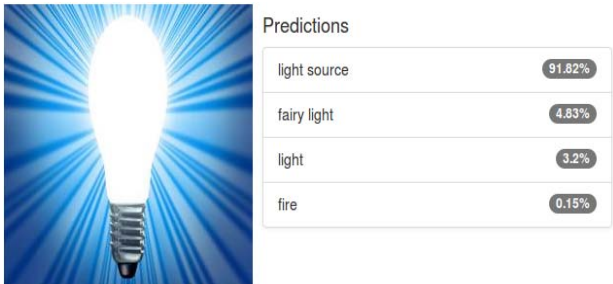 Predictions
light source 91.82%
fairy light 4.83%
light 3.2%
fire 0.15%